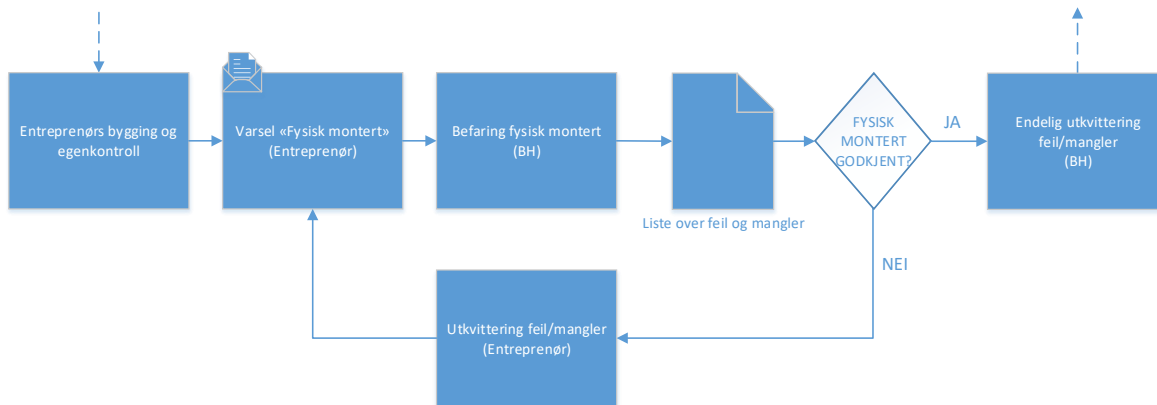 Entreprenørs bygging og
egenkontroll
Varsel «Fysisk montert»
(Entreprenør)
Befaring fysisk montert
(BH)
Liste over feil og mangler
FYSISK
MONTERT
GODKJENT?
JA
Endelig utkvittering
feil/mangler
(BH)
NEI
Utkvittering feil/mangler
(Entreprenør)